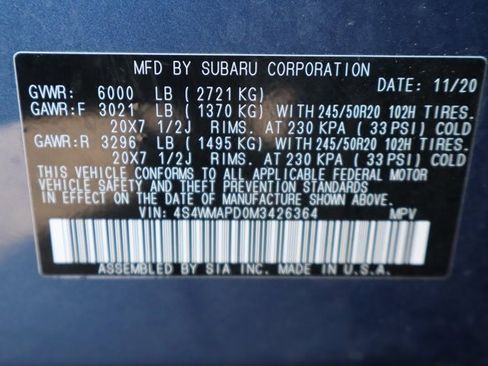 MFD BY SUBARU CORPORATION
DATE: 11/20
GVWR: 6000 LB (2721 KG)
GAWR:F 3021 LB (1370 KG) WITH 245/50R20 102H TIRES.
20X7 1/2J RIMS. AT 230 KPA (33 PSI) COLD
GAWR:R 3296 LB (1495 KG) WITH 245/50R20 102H TIRES.
20X7 1/2J RIMS. AT 230 KPA (33 PSI) COLD
THIS VEHICLE CONFORMS TO ALL APPLICABLE FEDERAL MOTOR
VEHICLE SAFETY AND THEFT PREVENTION STANDARDS
IN EFFECT ON THE DATE OF MANUFACTURE SHOWN ABOVE
VIN: 4S4WMAPD0M3426364 MPV
ASSEMBLED BY SIA INC. MADE IN U.S.A.